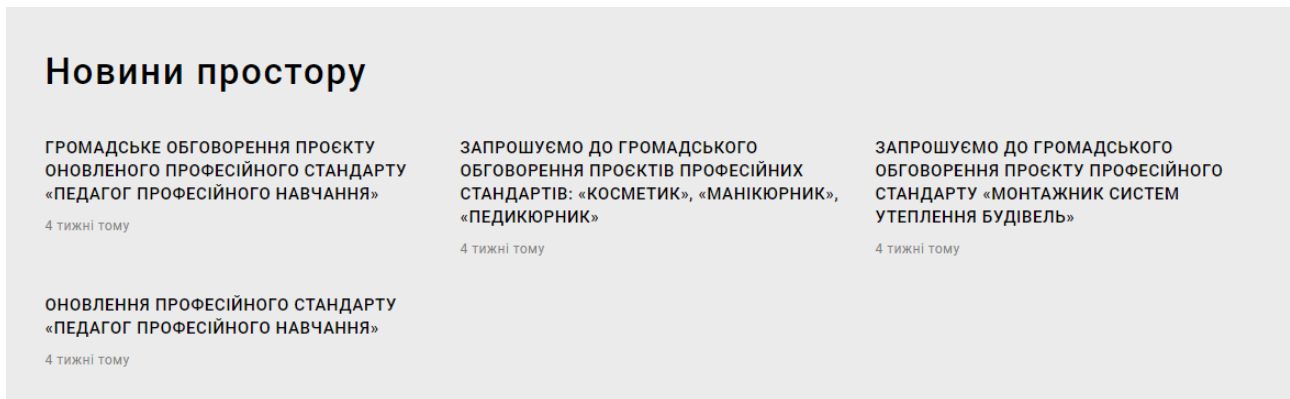 Новини простору
ГРОМАДСЬКЕ ОБГОВОРЕННЯ ПРОЄКТУ
ОНОВЛЕНОГО ПРОФЕСІЙНОГО СТАНДАРТУ
«ПЕДАГОГ ПРОФЕСІЙНОГО НАВЧАННЯ»
4 тижні тому
ЗАПРОШУЄМО ДО ГРОМАДСЬКОГО
ОБГОВОРЕННЯ ПРОЄКТІВ ПРОФЕСІЙНИХ
СТАНДАРТІВ: «КОСМЕТИК», «МАНІКЮРНИК»,
«ПЕДИКЮРНИК»
4 тижні тому
ЗАПРОШУЄМО ДО ГРОМАДСЬКОГО
ОБГОВОРЕННЯ ПРОЄКТУ ПРОФЕСІЙНОГО
СТАНДАРТУ «МОНТАЖНИК СИСТЕМ
УТЕПЛЕННЯ БУДІВЕЛЬ»
4 тижні тому
ОНОВЛЕННЯ ПРОФЕСІЙНОГО СТАНДАРТУ
«ПЕДАГОГ ПРОФЕСІЙНОГО НАВЧАННЯ»
4 тижні тому